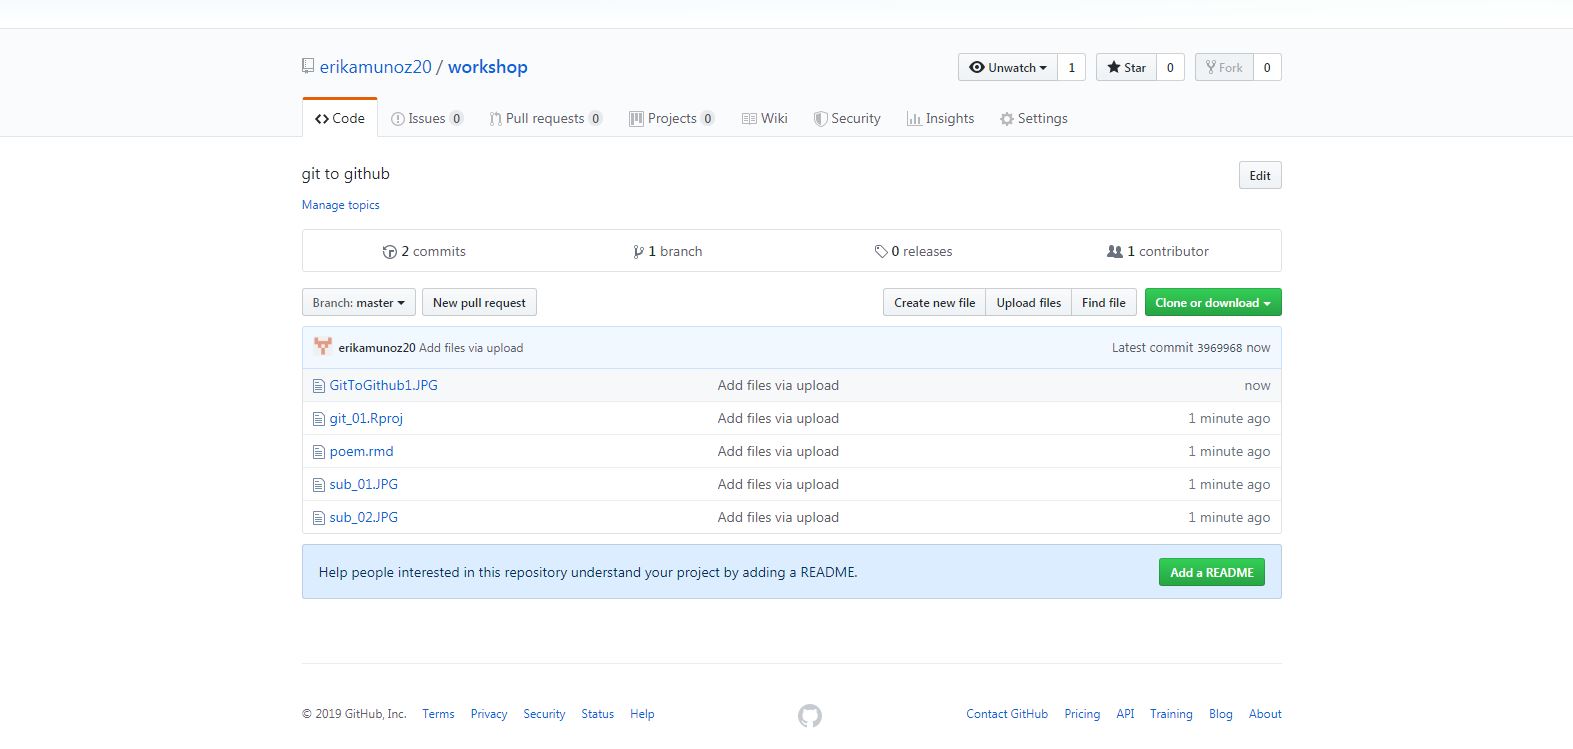 erikamunoz20 / workshop
Unwatch 1 Star 0 Fork 0
Code Issues 0 Pull requests 0 Projects 0 Wiki Security Insights Settings
git to github Edit
Manage topics
2 commits 1 branch 0 releases 1 contributor
Branch: master New pull request Create new file Upload files Find file Clone or download
erikamunoz20 Add files via upload Latest commit 3969968 now
GitToGithub1.JPG Add files via upload now
git_01.Rproj Add files via upload 1 minute ago
poem.rmd Add files via upload 1 minute ago
sub_01.JPG Add files via upload 1 minute ago
sub_02.JPG Add files via upload 1 minute ago
Help people interested in this repository understand your project by adding a README. Add a README
© 2019 GitHub, Inc. Terms Privacy Security Status Help Contact GitHub Pricing API Training Blog About